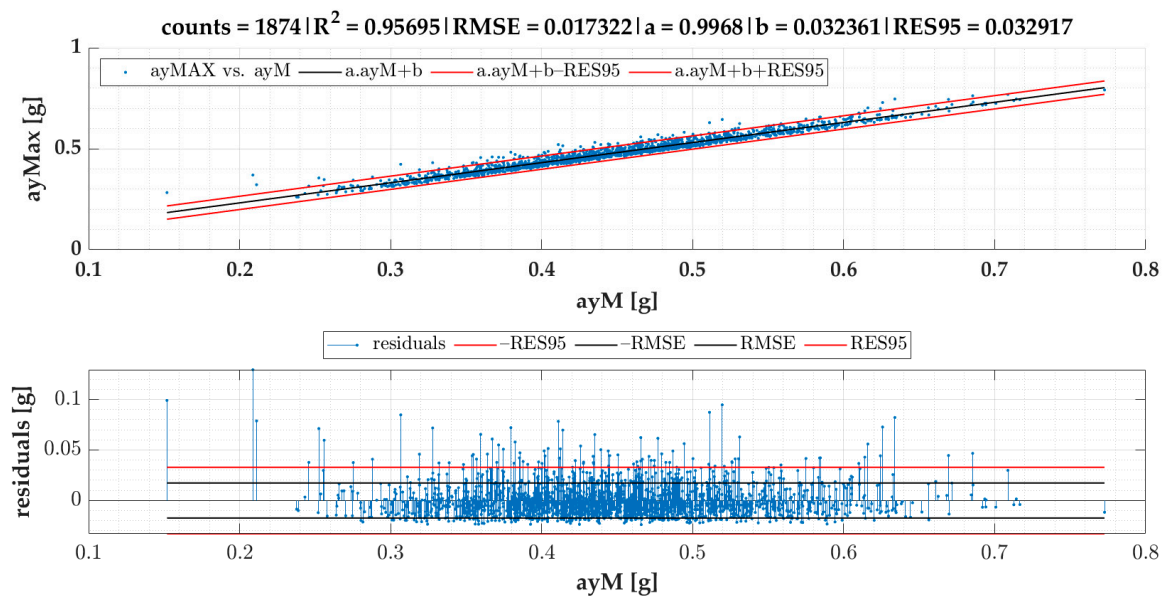 counts = 1874|R² = 0.95695|RMSE = 0.017322|a = 0.9968|b = 0.032361|RES95 = 0.032917
1
ayMAX vs. ayM a.ayM+b a.ayM+b–RES95 a.ayM+b+RES95
ayMax [g]
0.5
0
0.1 0.2 0.3 0.4 0.5 0.6 0.7 0.8
ayM [g]
residuals –RES95 –RMSE RMSE RES95
residuals [g]
0.1
0.05
0
0.1 0.2 0.3 0.4 0.5 0.6 0.7 0.8
ayM [g]